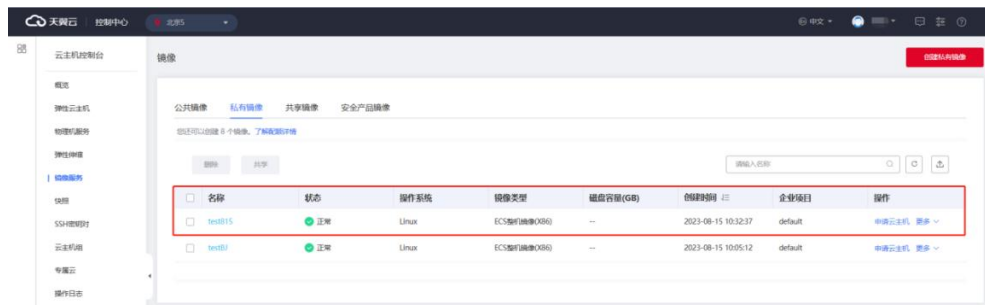 天翼云 控制中心 北京5 中文
云主机控制台
镜像 创建私有镜像
概览
弹性云主机
物理机服务
弹性伸缩
镜像服务
快照
SSH密钥对
云主机组
专属云
操作日志
公共镜像 私有镜像 共享镜像 安全产品镜像
您还可以创建 8 个镜像。了解配额详情
删除 共享 请输入名称
名称 状态 操作系统 镜像类型 磁盘容量(GB) 创建时间 企业项目 操作
test815 正常 Linux ECS整机镜像(X86) -- 2023-08-15 10:32:37 default 申请云主机 更多
正常 Linux ECS整机镜像(X86) -- 2023-08-15 10:05:12 default 申请云主机 更多